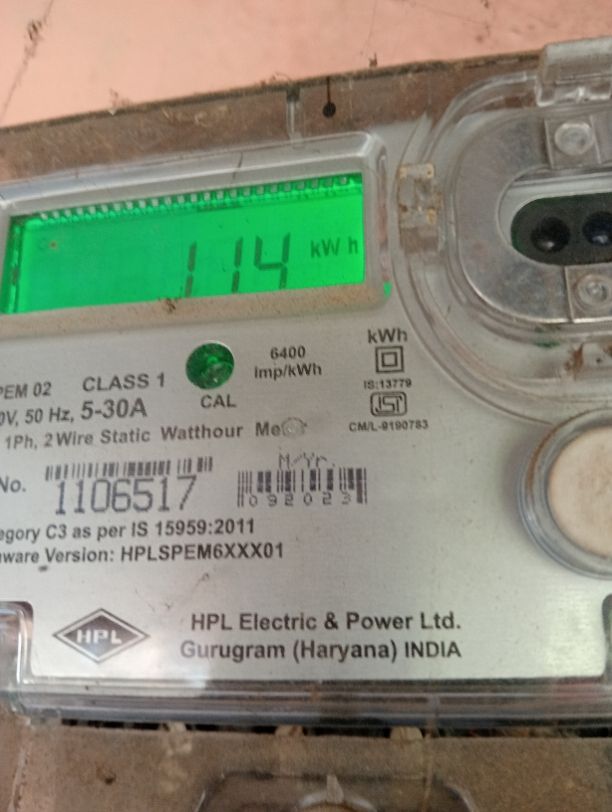 114 kWh
6400
imp/kWh
kWh
PEM 02 CLASS 1
0V, 50 Hz, 5-30A
CAL
IS:13779
ISI
CM/L-9190783
1Ph, 2 Wire Static Watthour
No. 1106517
M/Yr.
092023
egory C3 as per IS 15959:2011
ware Version: HPLSPEM6XXX01
HPL
HPL Electric & Power Ltd.
Gurugram (Haryana) INDIA